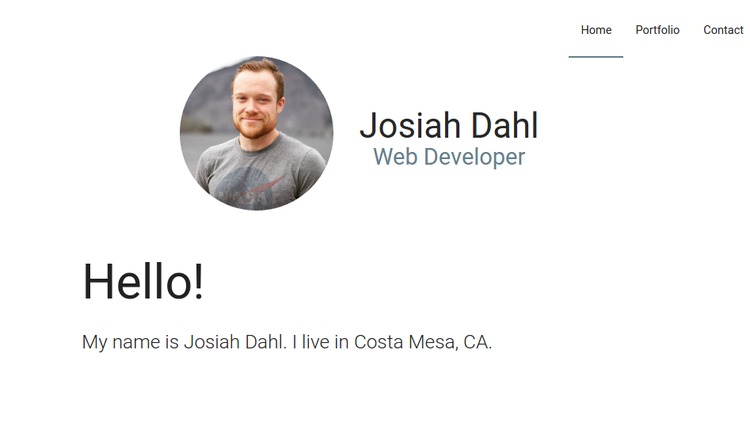 Home Portfolio Contact
Josiah Dahl
Web Developer
Hello!
My name is Josiah Dahl. I live in Costa Mesa, CA.